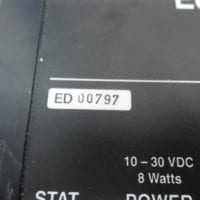 ED 00797
10 – 30 VDC
8 Watts
STAT POWER